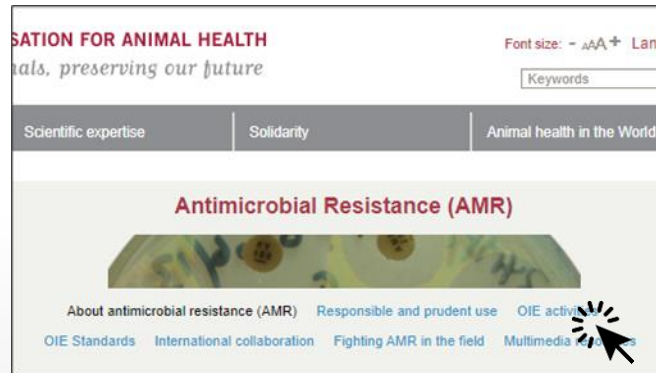 SATION FOR ANIMAL HEALTH
Font size: - AAA + Lan
nals, preserving our future
Keywords
Scientific expertise Solidarity Animal health in the World
Antimicrobial Resistance (AMR)
About antimicrobial resistance (AMR) Responsible and prudent use OIE
OIE Standards International collaboration Fighting AMR in the field Multimedia